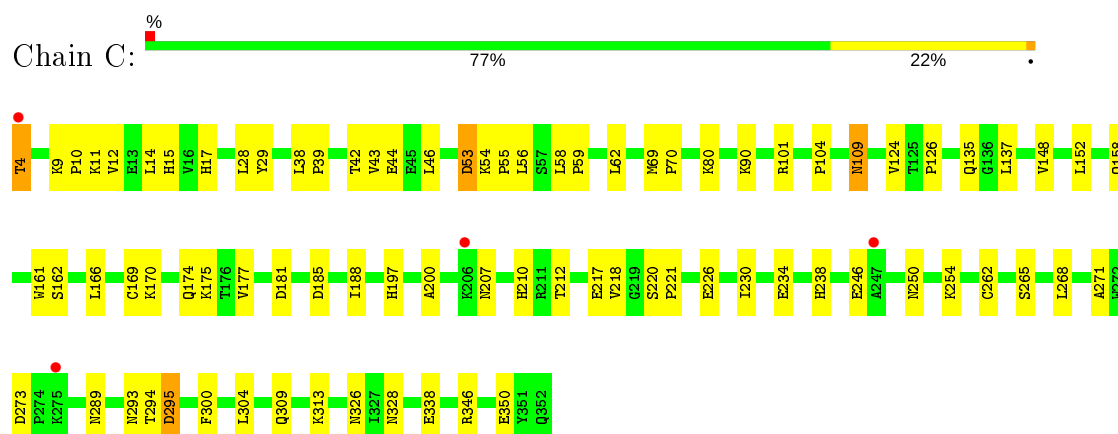 %
Chain C:
77%
22%
•
T4 K9 P10 K11 V12 E13 L14 H15 V16 H17 L28 Y29 L38 P39 T42 V43 E44 E45 L46 D53 K54 P55 L56 S57 L58 P59 L62 M69 P70 K80 K90 R101 P104 N109 V124 T125 P126 Q135 G136 L137 V148 L152 Q158
W161 S162 L166 C169 K170 Q174 K175 T176 V177 D181 D185 I188 H197 A200 K206 N207 H210 R211 T212 E217 V218 G219 S220 P221 E226 I230 E234 H238 E246 A247 N250 K254 C262 S265 L268 A271 W272
D273 P274 K275 N289 N293 T294 D295 F300 L304 Q309 K313 N326 I327 N328 E338 R346 E350 Y351 Q352